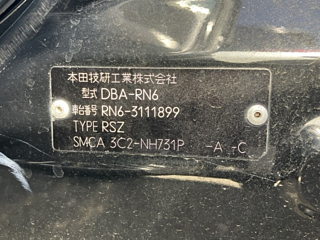 本田技研工業株式会社
型式 DBA-RN6
車台番号 RN6-3111899
TYPE RSZ
SMCA 3C2-NH731P -A -C